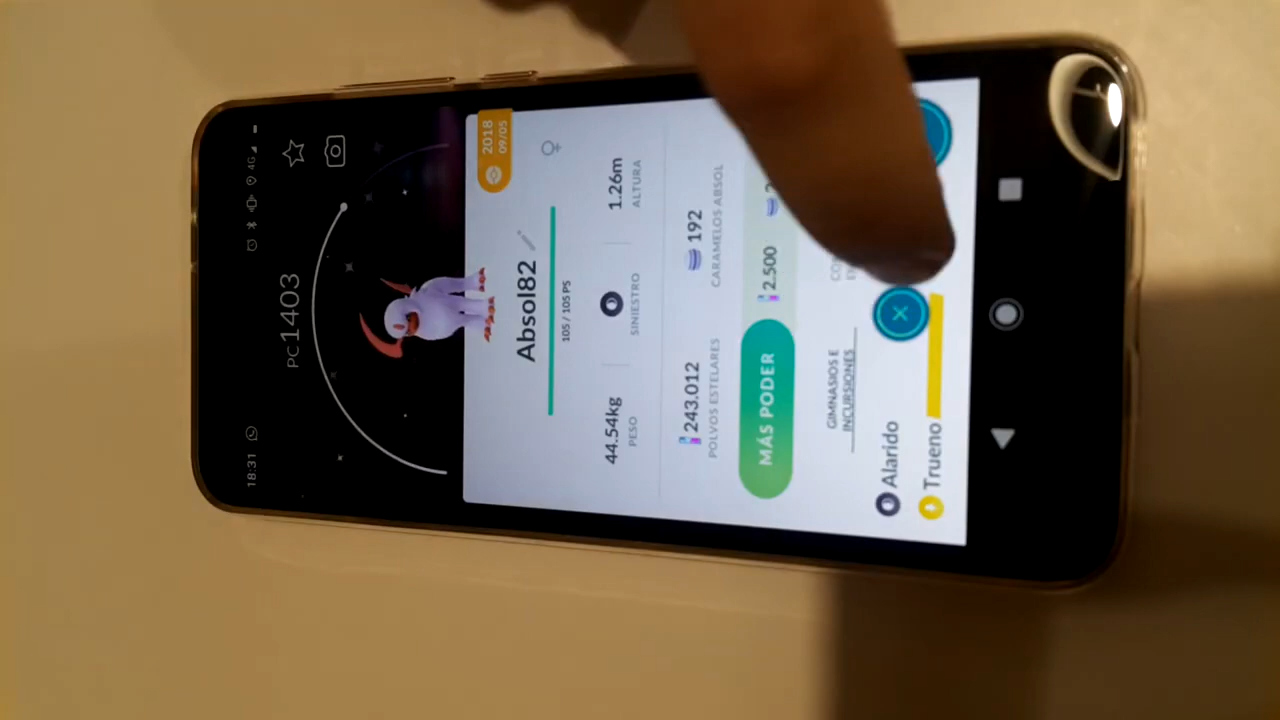 18:31
4G
PC1403
2018
09/05
Absol82
105 / 105 PS
44.54kg
PESO
SINIESTRO
1.26m
ALTURA
243.012
POLVOS ESTELARES
192
CARAMELOS ABSOL
MÁS PODER
2.500
GIMNASIOS E
INCURSIONES
Alarido
Trueno